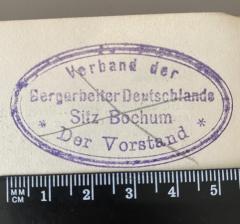 Verband der
Bergarbeiter Deutschlands
Sitz Bochum
* Der Vorstand *
MM
CM
1 2 3 4 5